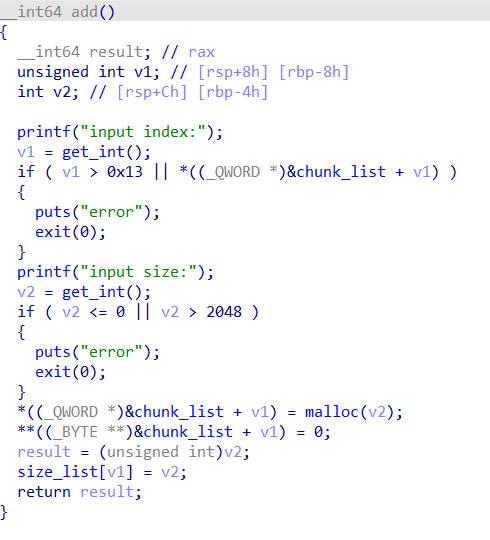 __int64 add()
{
  __int64 result; // rax
  unsigned int v1; // [rsp+8h] [rbp-8h]
  int v2; // [rsp+Ch] [rbp-4h]

  printf("input index:");
  v1 = get_int();
  if ( v1 > 0x13 || *((_QWORD *)&chunk_list + v1) )
  {
    puts("error");
    exit(0);
  }
  printf("input size:");
  v2 = get_int();
  if ( v2 <= 0 || v2 > 2048 )
  {
    puts("error");
    exit(0);
  }
  *((_QWORD *)&chunk_list + v1) = malloc(v2);
  **((_BYTE **)&chunk_list + v1) = 0;
  result = (unsigned int)v2;
  size_list[v1] = v2;
  return result;
}